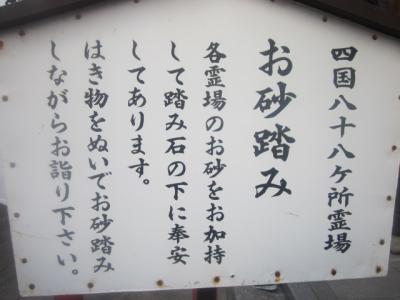 四国八十八ケ所霊場
お砂踏み
各霊場のお砂をお加持
して踏み石の下に奉安
してあります。
はき物をぬいでお砂踏み
しながらお詣り下さい。